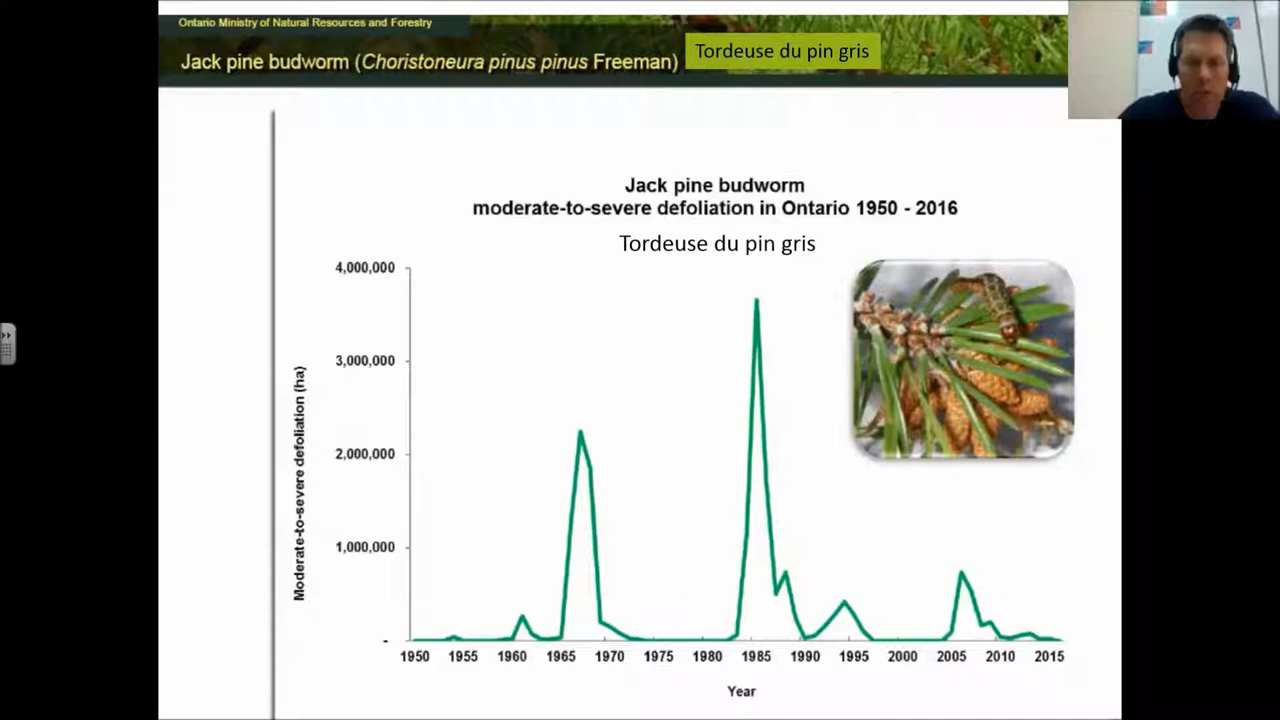 Ontario Ministry of Natural Resources and Forestry
Jack pine budworm (Choristoneura pinus pinus Freeman)
Tordeuse du pin gris
Jack pine budworm
moderate-to-severe defoliation in Ontario 1950 - 2016
Tordeuse du pin gris
4,000,000
3,000,000
2,000,000
1,000,000
-
Moderate-to-severe defoliation (ha)
1950 1955 1960 1965 1970 1975 1980 1985 1990 1995 2000 2005 2010 2015
Year